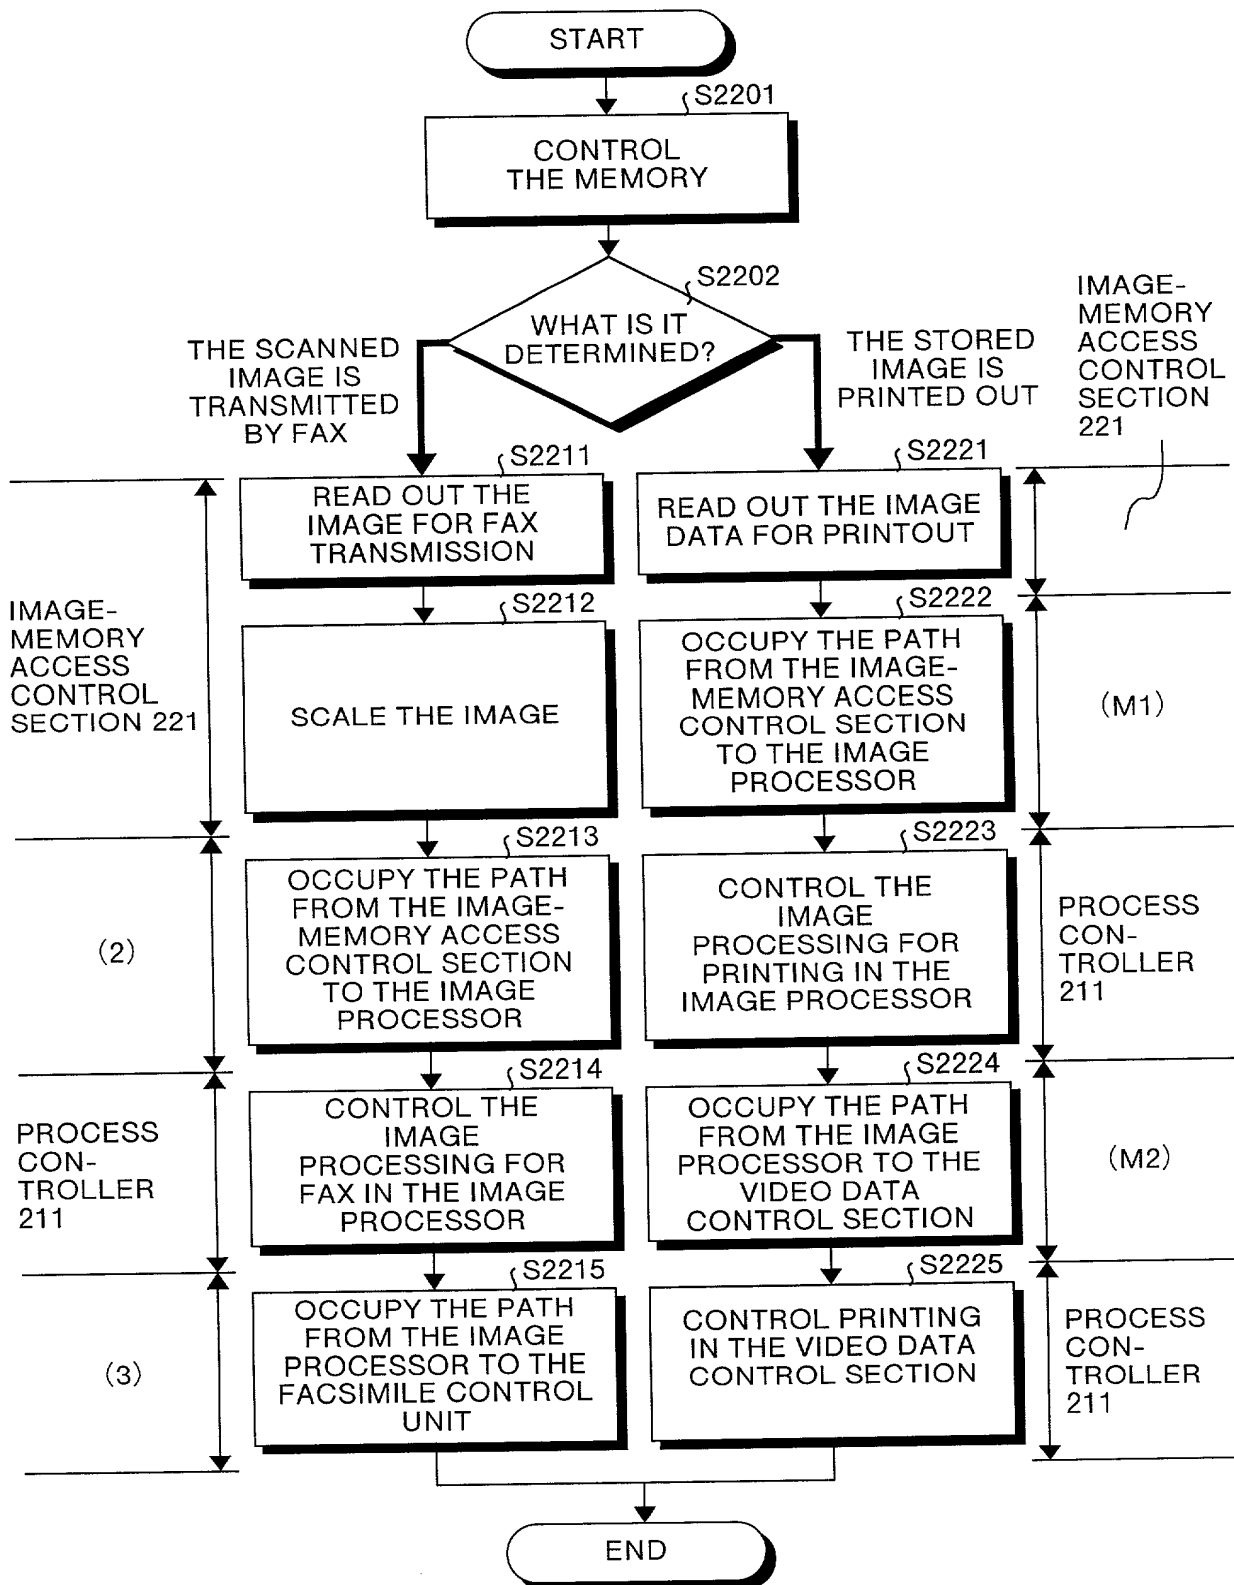 START
S2201
CONTROL
THE MEMORY
S2202
WHAT IS IT
DETERMINED?
THE SCANNED
IMAGE IS
TRANSMITTED
BY FAX
THE STORED
IMAGE IS
PRINTED OUT
IMAGE-
MEMORY
ACCESS
CONTROL
SECTION
221
S2211
READ OUT THE
IMAGE FOR FAX
TRANSMISSION
S2221
READ OUT THE IMAGE
DATA FOR PRINTOUT
IMAGE-
MEMORY
ACCESS
CONTROL
SECTION 221
S2212
SCALE THE IMAGE
S2222
OCCUPY THE PATH
FROM THE IMAGE-
MEMORY ACCESS
CONTROL SECTION
TO THE IMAGE
PROCESSOR
(M1)
(2)
S2213
OCCUPY THE PATH
FROM THE IMAGE-
MEMORY ACCESS
CONTROL SECTION
TO THE IMAGE
PROCESSOR
S2223
CONTROL THE
IMAGE
PROCESSING FOR
PRINTING IN THE
IMAGE PROCESSOR
PROCESS
CON-
TROLLER
211
PROCESS
CON-
TROLLER
211
S2214
CONTROL THE
IMAGE
PROCESSING FOR
FAX IN THE IMAGE
PROCESSOR
S2224
OCCUPY THE PATH
FROM THE IMAGE
PROCESSOR TO THE
VIDEO DATA
CONTROL SECTION
(M2)
(3)
S2215
OCCUPY THE PATH
FROM THE IMAGE
PROCESSOR TO THE
FACSIMILE CONTROL
UNIT
S2225
CONTROL PRINTING
IN THE VIDEO DATA
CONTROL SECTION
PROCESS
CON-
TROLLER
211
END